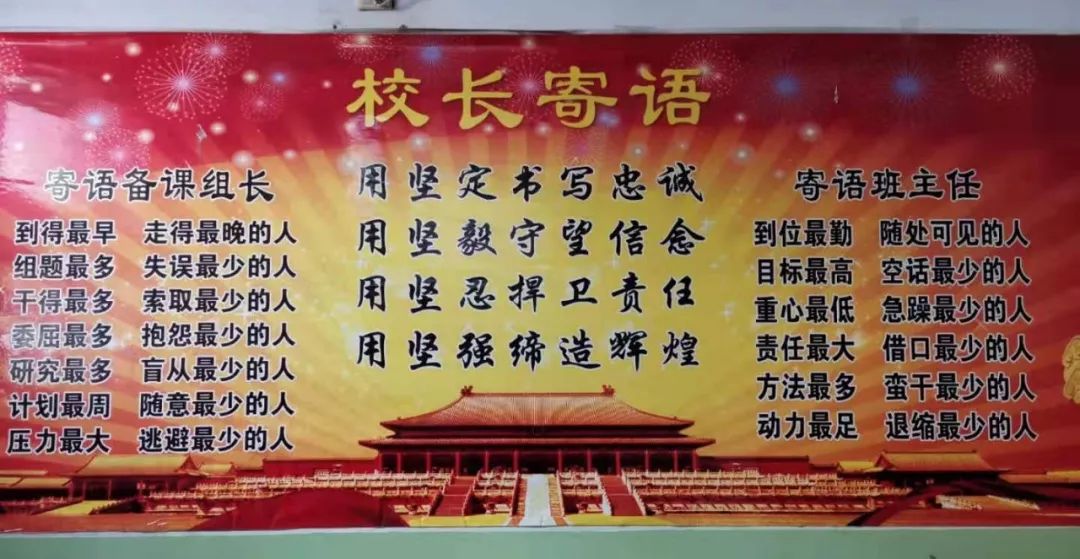 校长寄语
寄语备课组长
到得最早 走得最晚的人
组题最多 失误最少的人
干得最多 索取最少的人
委屈最多 抱怨最少的人
研究最多 盲从最少的人
计划最周 随意最少的人
压力最大 逃避最少的人
用坚定书写忠诚
用坚毅守望信念
用坚忍捍卫责任
用坚强缔造辉煌
寄语班主任
到位最勤 随处可见的人
目标最高 空话最少的人
重心最低 急躁最少的人
责任最大 借口最少的人
方法最多 蛮干最少的人
动力最足 退缩最少的人